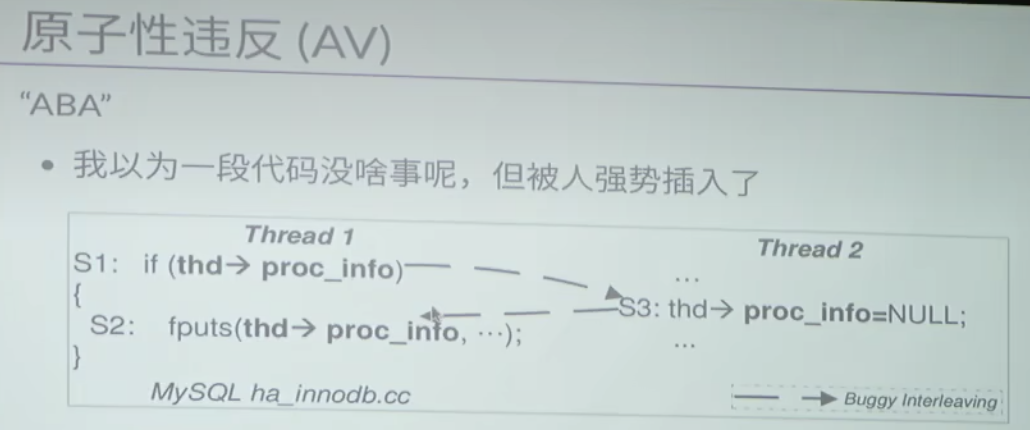 原子性违反 (AV)
“ABA”
• 我以为一段代码没啥事呢，但被人强势插入了
Thread 1
Thread 2
S1: if (thd→ proc_info)
...
{
S3: thd→ proc_info=NULL;
S2: fputs(thd→ proc_info, ...);
...
}
MySQL ha_innodb.cc
Buggy Interleaving